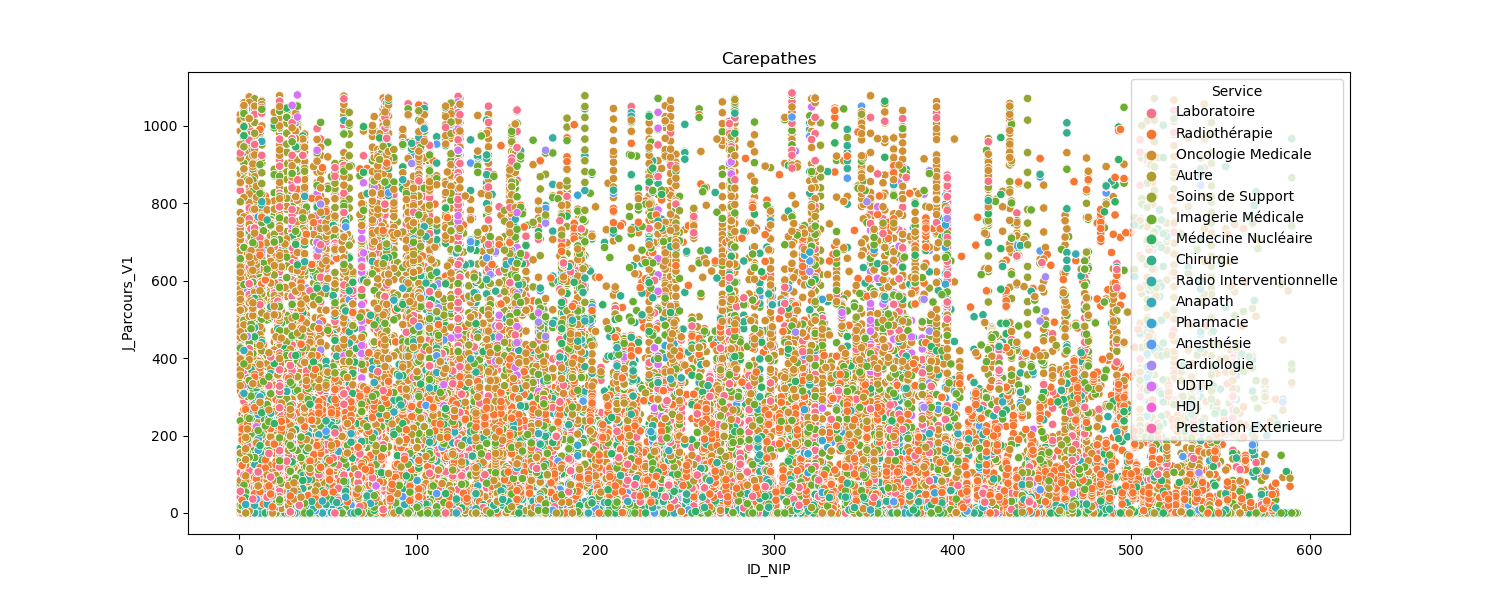 Carepathes
Service
Laboratoire
Radiothérapie
Oncologie Medicale
Autre
Soins de Support
Imagerie Médicale
Médecine Nucléaire
Chirurgie
Radio Interventionnelle
Anapath
Pharmacie
Anesthésie
Cardiologie
UDTP
HDJ
Prestation Exterieure
J_Parcours_V1
1000
800
600
400
200
0
0 100 200 300 400 500 600
ID_NIP